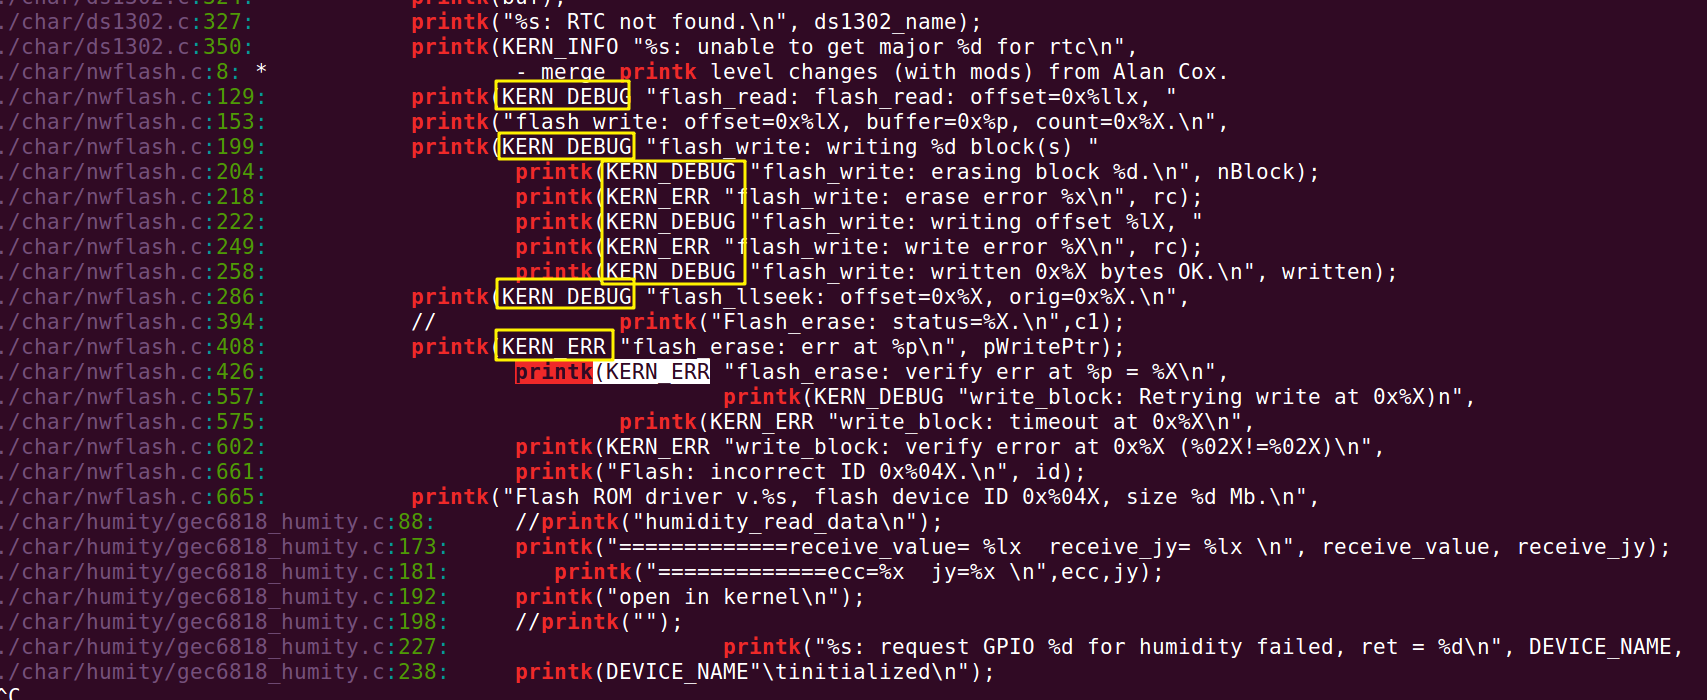 ./char/ds1302.c:324:            printk(buf);
./char/ds1302.c:327:            printk("%s: RTC not found.\n", ds1302_name);
./char/ds1302.c:350:            printk(KERN_INFO "%s: unable to get major %d for rtc\n",
./char/nwflash.c:8: *                   - merge printk level changes (with mods) from Alan Cox.
./char/nwflash.c:129:           printk(KERN_DEBUG "flash_read: flash_read: offset=0x%llx, "
./char/nwflash.c:153:           printk("flash_write: offset=0x%lX, buffer=0x%p, count=0x%X.\n",
./char/nwflash.c:199:           printk(KERN_DEBUG "flash_write: writing %d block(s) "
./char/nwflash.c:204:                   printk(KERN_DEBUG "flash_write: erasing block %d.\n", nBlock);
./char/nwflash.c:218:                   printk(KERN_ERR "flash_write: erase error %x\n", rc);
./char/nwflash.c:222:                   printk(KERN_DEBUG "flash_write: writing offset %lX, "
./char/nwflash.c:249:                   printk(KERN_ERR "flash_write: write error %X\n", rc);
./char/nwflash.c:258:                   printk(KERN_DEBUG "flash_write: written 0x%X bytes OK.\n", written);
./char/nwflash.c:286:           printk(KERN_DEBUG "flash_llseek: offset=0x%X, orig=0x%X.\n",
./char/nwflash.c:394:           //              printk("Flash_erase: status=%X.\n",c1);
./char/nwflash.c:408:           printk(KERN_ERR "flash_erase: err at %p\n", pWritePtr);
./char/nwflash.c:426:                   printk(KERN_ERR "flash_erase: verify err at %p = %X\n",
./char/nwflash.c:557:                                   printk(KERN_DEBUG "write_block: Retrying write at 0x%X)n",
./char/nwflash.c:575:                           printk(KERN_ERR "write_block: timeout at 0x%X\n",
./char/nwflash.c:602:                   printk(KERN_ERR "write_block: verify error at 0x%X (%02X!=%02X)\n",
./char/nwflash.c:661:                   printk("Flash: incorrect ID 0x%04X.\n", id);
./char/nwflash.c:665:           printk("Flash ROM driver v.%s, flash device ID 0x%04X, size %d Mb.\n",
./char/humity/gec6818_humity.c:88:      //printk("humidity_read_data\n");
./char/humity/gec6818_humity.c:173:     printk("=============receive_value= %lx  receive_jy= %lx \n", receive_value, receive_jy);
./char/humity/gec6818_humity.c:181:        printk("=============ecc=%x  jy=%x \n",ecc,jy);
./char/humity/gec6818_humity.c:192:     printk("open in kernel\n");
./char/humity/gec6818_humity.c:198:     //printk("");
./char/humity/gec6818_humity.c:227:                     printk("%s: request GPIO %d for humidity failed, ret = %d\n", DEVICE_NAME,
./char/humity/gec6818_humity.c:238:     printk(DEVICE_NAME"\tinitialized\n");
^C